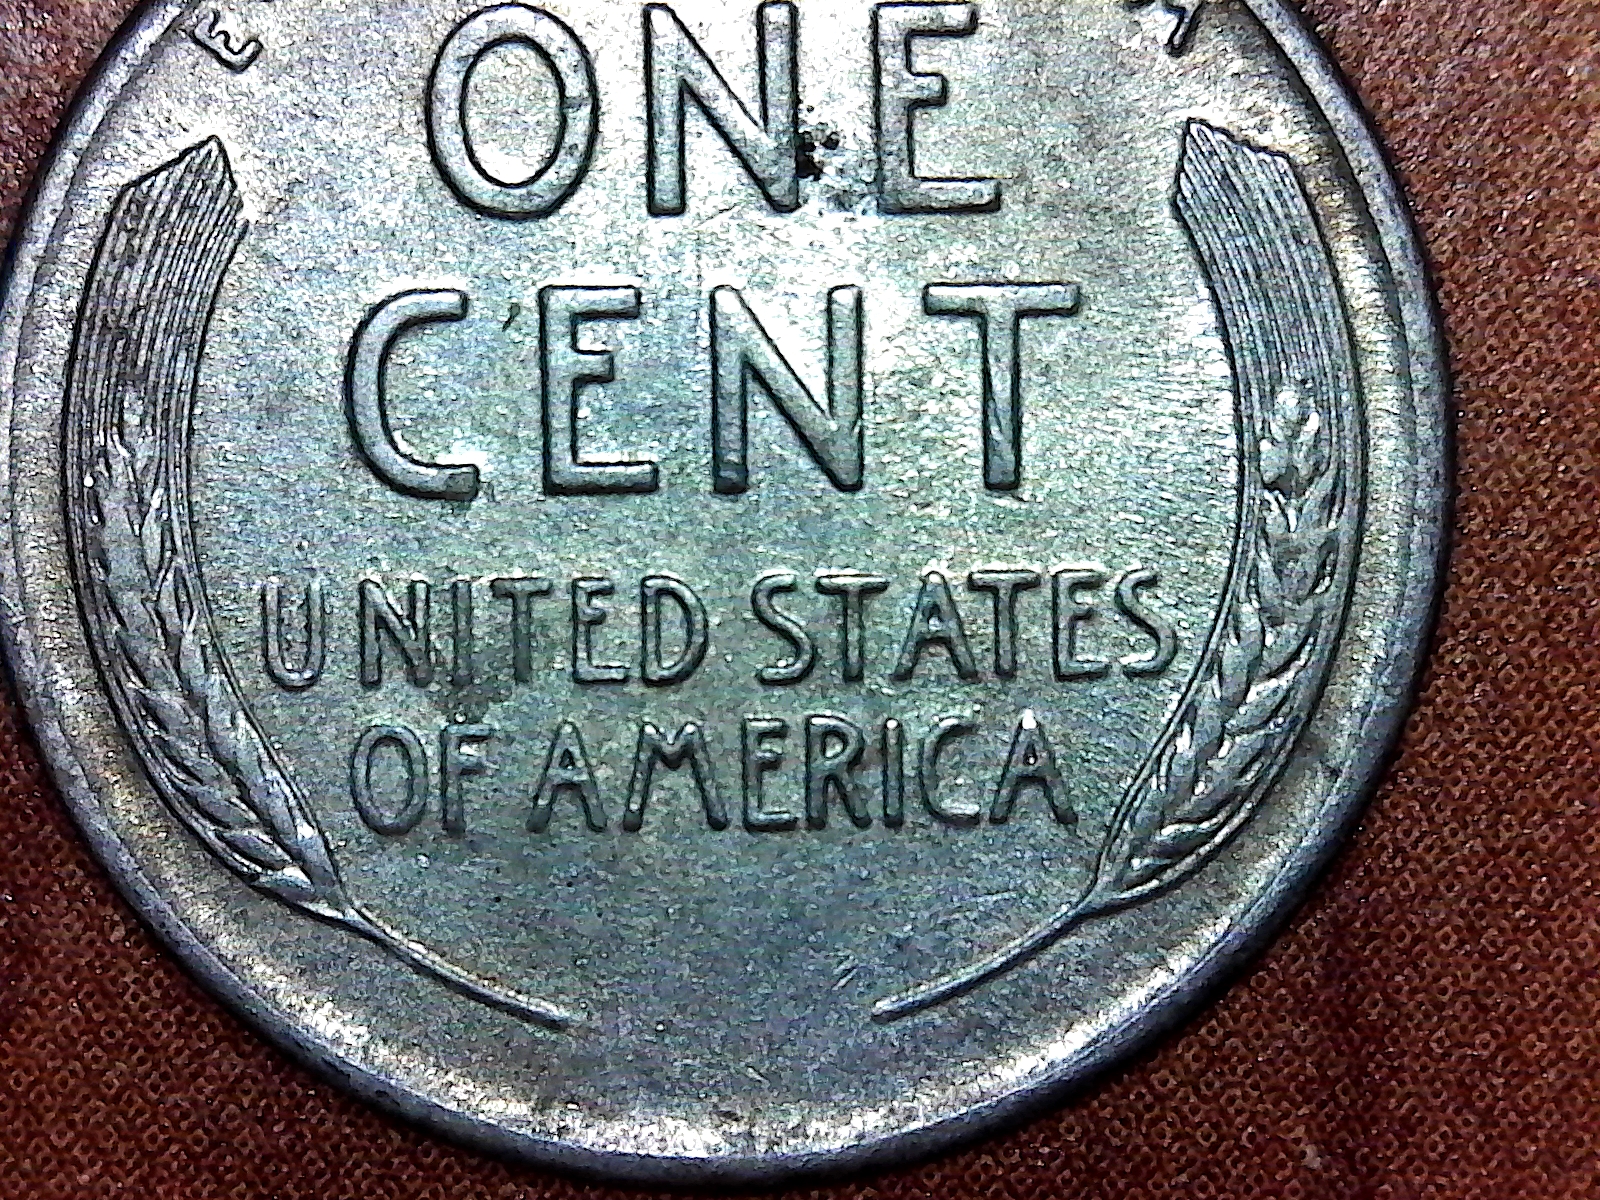 E M
ONE
CENT
UNITED STATES
OF AMERICA